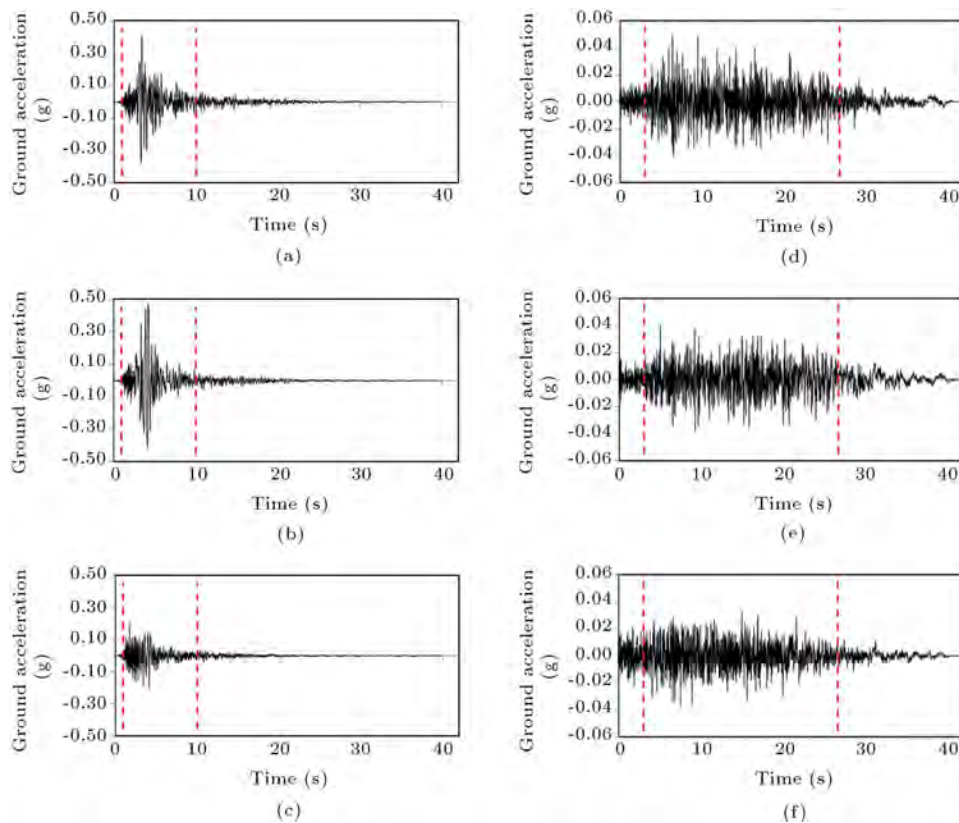 Ground acceleration
(g)
0.50
0.30
0.10
-0.10
-0.30
-0.50
0 10 20 30 40
Time (s)
(a)
Ground acceleration
(g)
0.06
0.04
0.02
0.00
-0.02
-0.04
-0.06
0 10 20 30 40
Time (s)
(d)
Ground acceleration
(g)
0.50
0.30
0.10
-0.10
-0.30
-0.50
0 10 20 30 40
Time (s)
(b)
Ground acceleration
(g)
0.06
0.04
0.02
0.00
-0.02
-0.04
-0.06
0 10 20 30 40
Time (s)
(e)
Ground acceleration
(g)
0.50
0.30
0.10
-0.10
-0.30
-0.50
0 10 20 30 40
Time (s)
(c)
Ground acceleration
(g)
0.06
0.04
0.02
0.00
-0.02
-0.04
-0.06
0 10 20 30 40
Time (s)
(f)